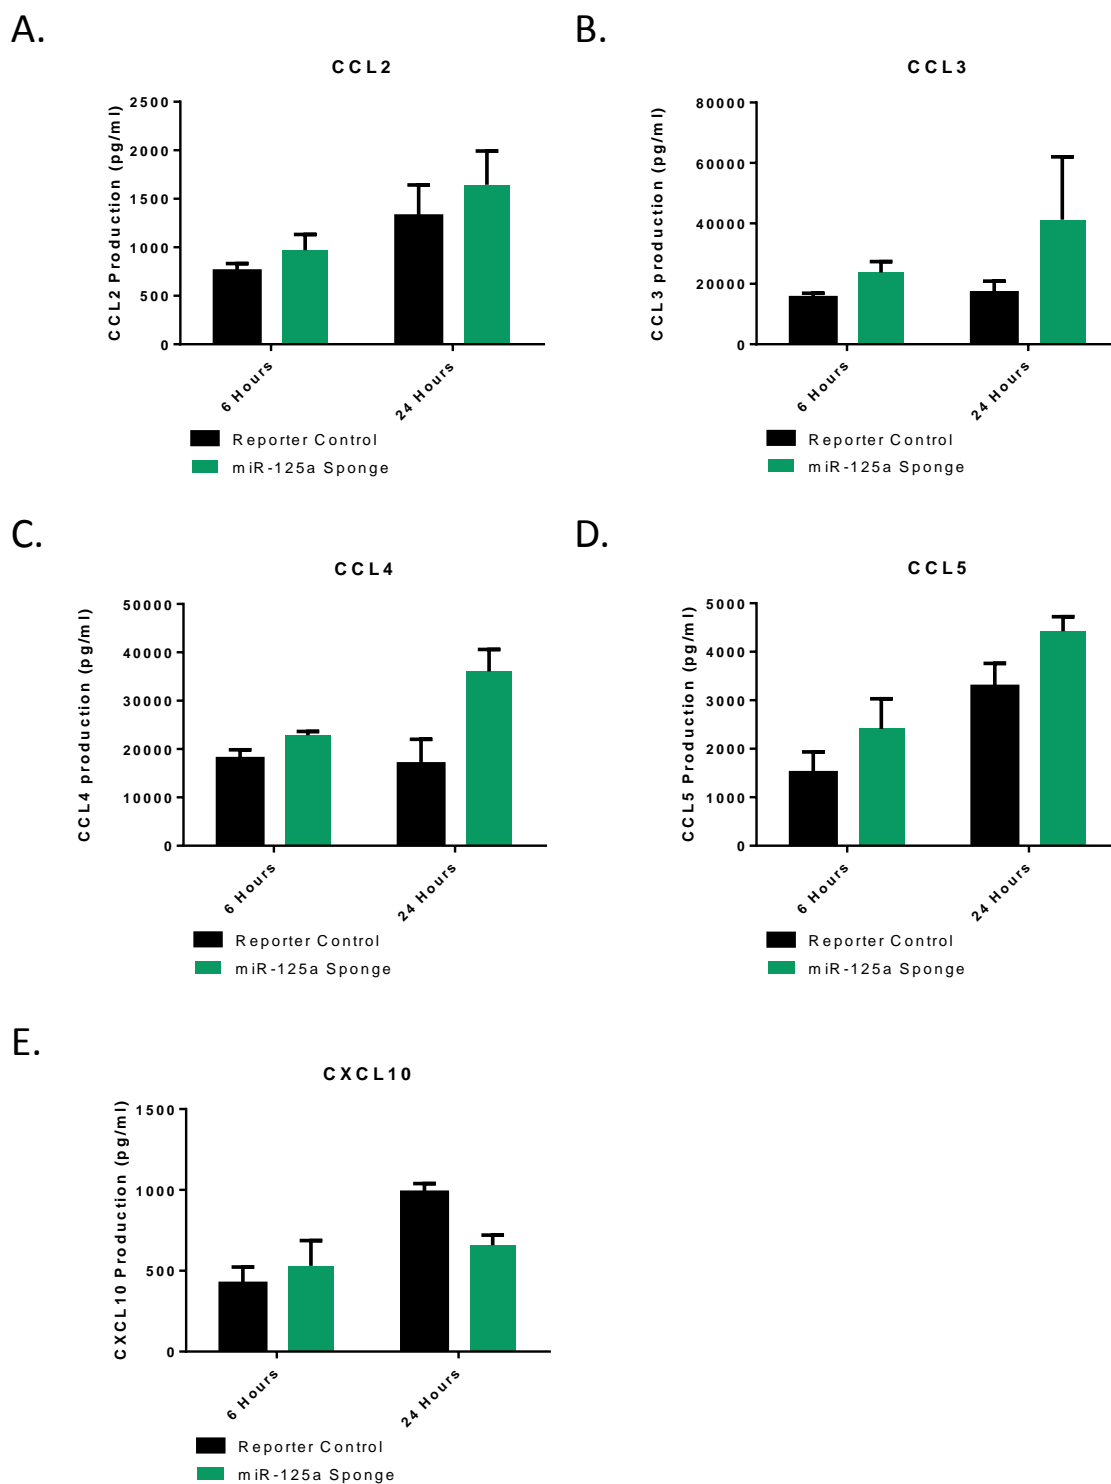 A.
CCL2
CCL2 Production (pg/ml)
2500
2000
1500
1000
500
0
6 Hours
24 Hours
Reporter Control
miR-125a Sponge
B.
CCL3
CCL3 production (pg/ml)
80000
60000
40000
20000
0
6 Hours
24 Hours
Reporter Control
miR-125a Sponge
C.
CCL4
CCL4 production (pg/ml)
50000
40000
30000
20000
10000
0
6 Hours
24 Hours
Reporter Control
miR-125a Sponge
D.
CCL5
CCL5 Production (pg/ml)
5000
4000
3000
2000
1000
0
6 Hours
24 Hours
Reporter Control
miR-125a Sponge
E.
CXCL10
CXCL10 Production (pg/ml)
1500
1000
500
0
6 Hours
24 Hours
Reporter Control
miR-125a Sponge